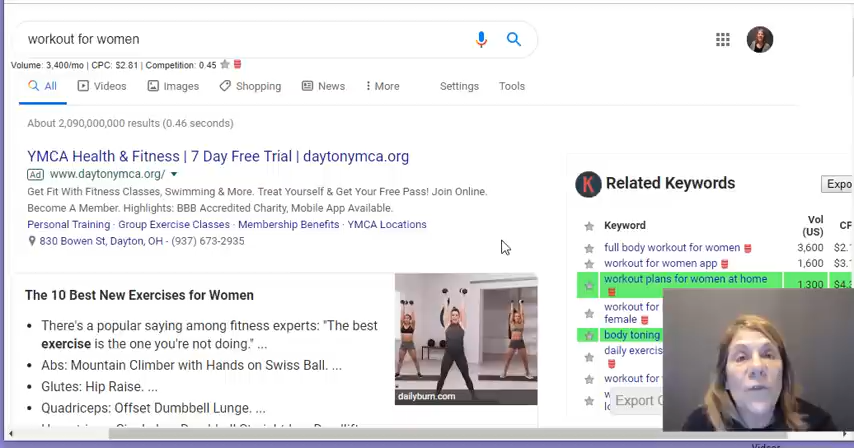 workout for women
Volume: 3,400/mo | CPC: $2.81 | Competition: 0.45
All Videos Images Shopping News More Settings Tools
About 2,090,000,000 results (0.46 seconds)
YMCA Health & Fitness | 7 Day Free Trial | daytonymca.org
Ad www.daytonymca.org/
Get Fit With Fitness Classes, Swimming & More. Treat Yourself & Get Your Free Pass! Join Online.
Become A Member. Highlights: BBB Accredited Charity, Mobile App Available.
Personal Training · Group Exercise Classes · Membership Benefits · YMCA Locations
830 Bowen St, Dayton, OH - (937) 673-2935
The 10 Best New Exercises for Women
There's a popular saying among fitness experts: "The best
exercise is the one you're not doing." ...
Abs: Mountain Climber with Hands on Swiss Ball. ...
Glutes: Hip Raise. ...
Quadriceps: Offset Dumbbell Lunge. ...
dailyburn.com
K Related Keywords
Expo
Keyword Vol (US)
full body workout for women 3,600 $2.
workout for women app 1,600 $3.
workout plans for women at home 1,300
workout for
female
body toning
daily exercis
workout for
Export